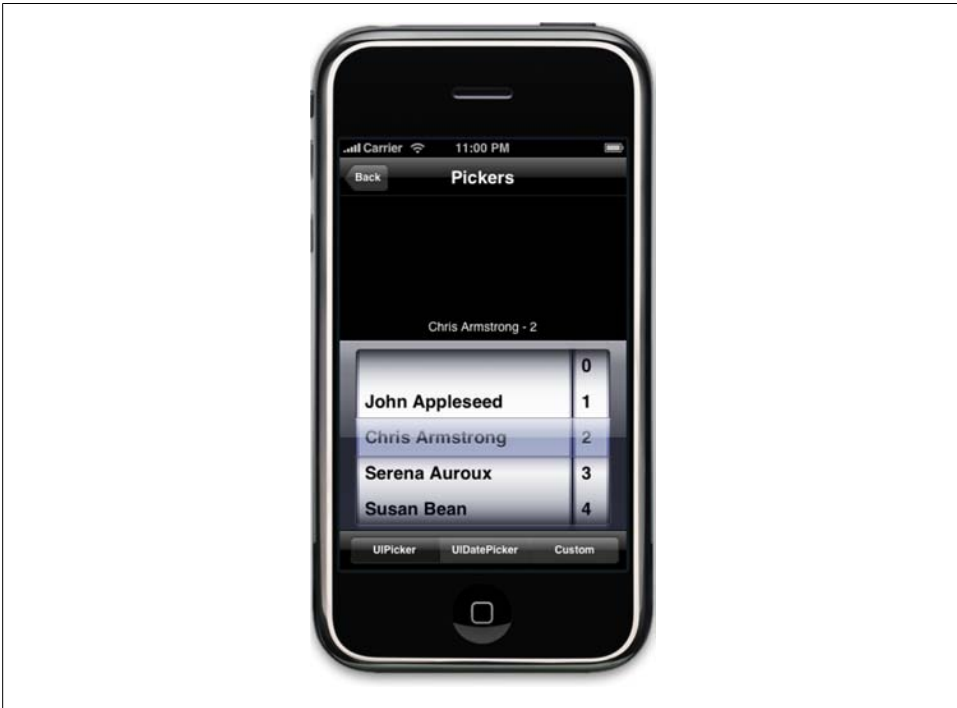 Carrier 11:00 PM
Back Pickers
Chris Armstrong - 2
0
John Appleseed 1
Chris Armstrong 2
Serena Auroux 3
Susan Bean 4
UIPicker UIDatePicker Custom